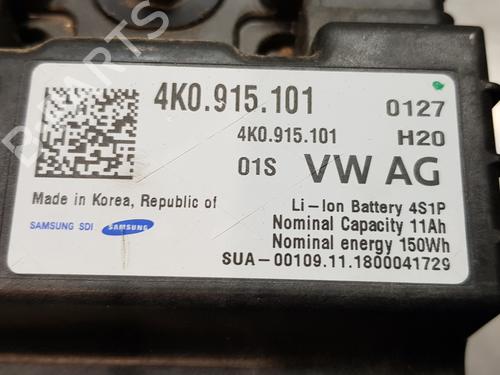 4K0.915.101
0127
4K0.915.101
H20
01S
VW AG
Made in Korea, Republic of
Li-Ion Battery 4S1P
SAMSUNG SDI
SAMSUNG
Nominal Capacity 11Ah
Nominal energy 150Wh
SUA-00109.11.1800041729
B-PARTS